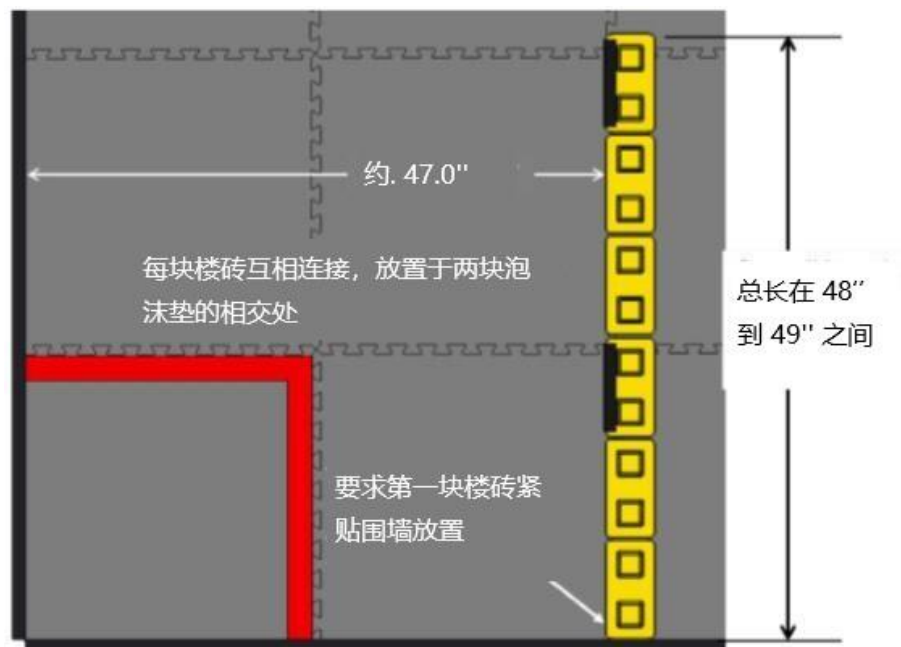 约. 47.0"
每块楼砖互相连接，放置于两块泡
沫垫的相交处
总长在 48”
到 49" 之间
要求第一块楼砖紧
贴围墙放置